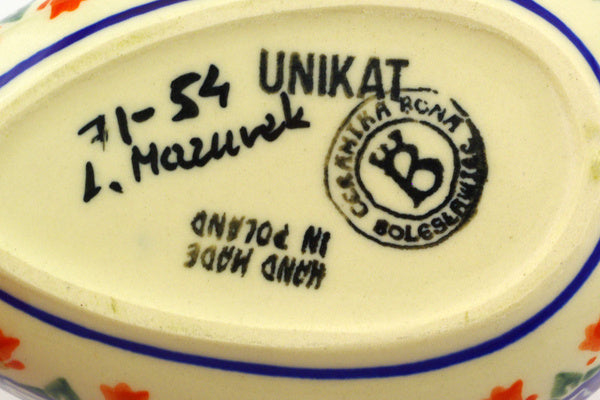 UNIKAT
71-54
L. Mazurek
CERAMIKA BONA
BOLESŁAWIEC
B
HAND MADE
IN POLAND